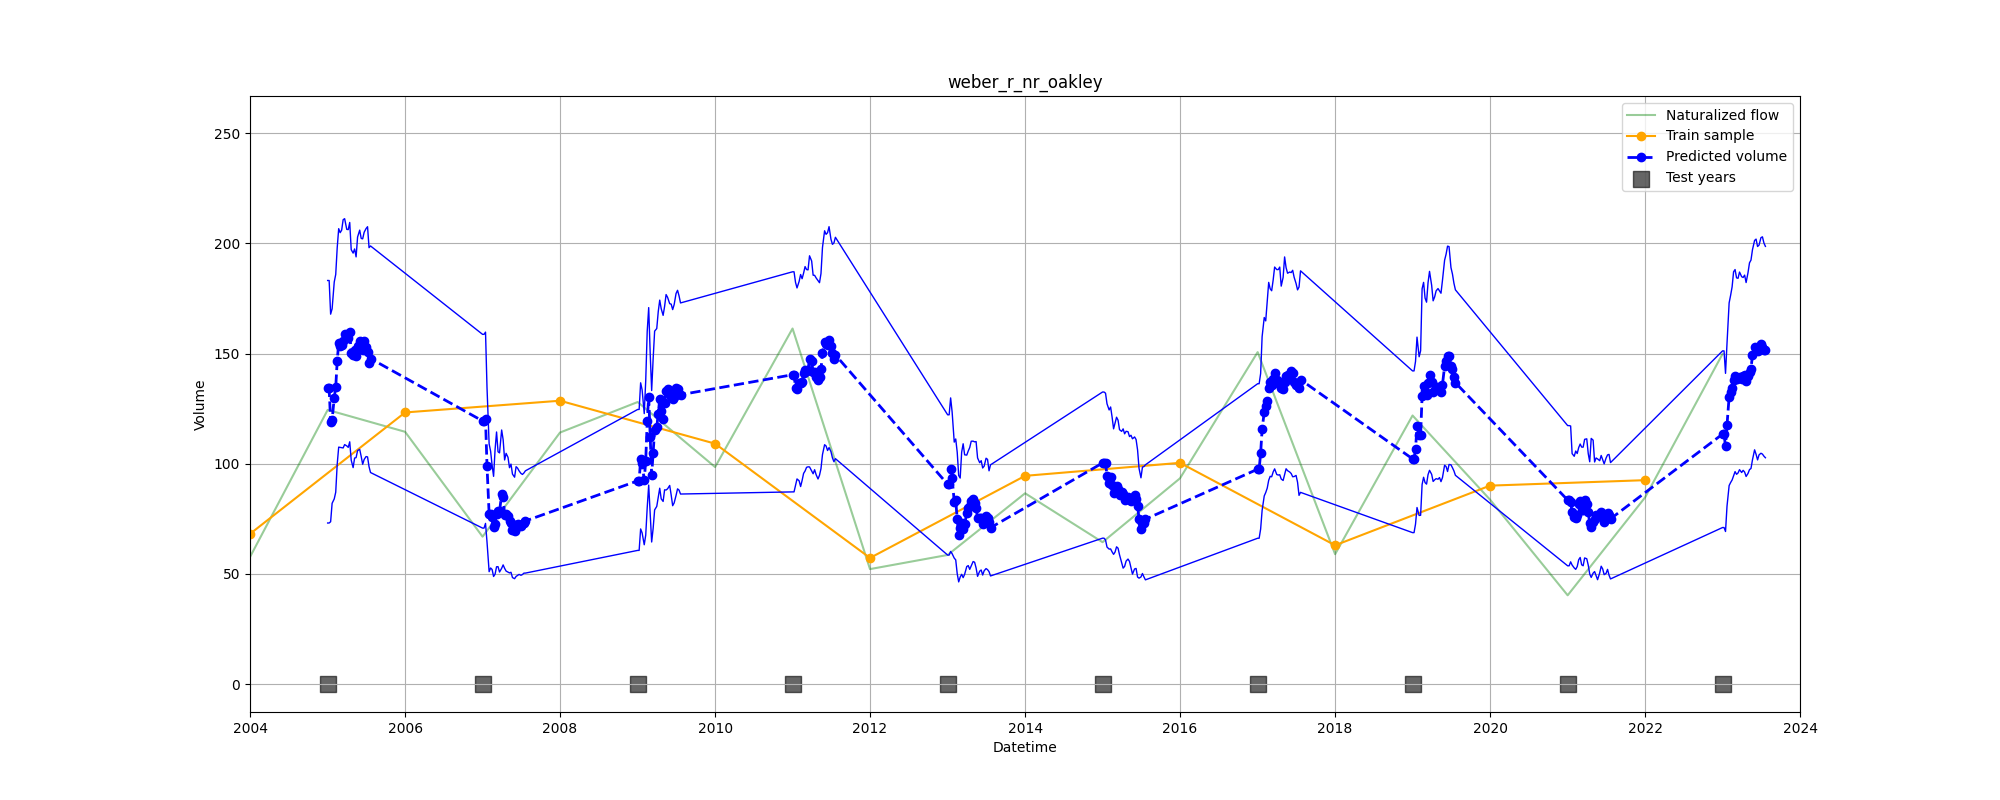 weber_r_nr_oakley
Naturalized flow
Train sample
Predicted volume
Test years
250
200
150
100
50
0
Volume
2004 2006 2008 2010 2012 2014 2016 2018 2020 2022 2024
Datetime